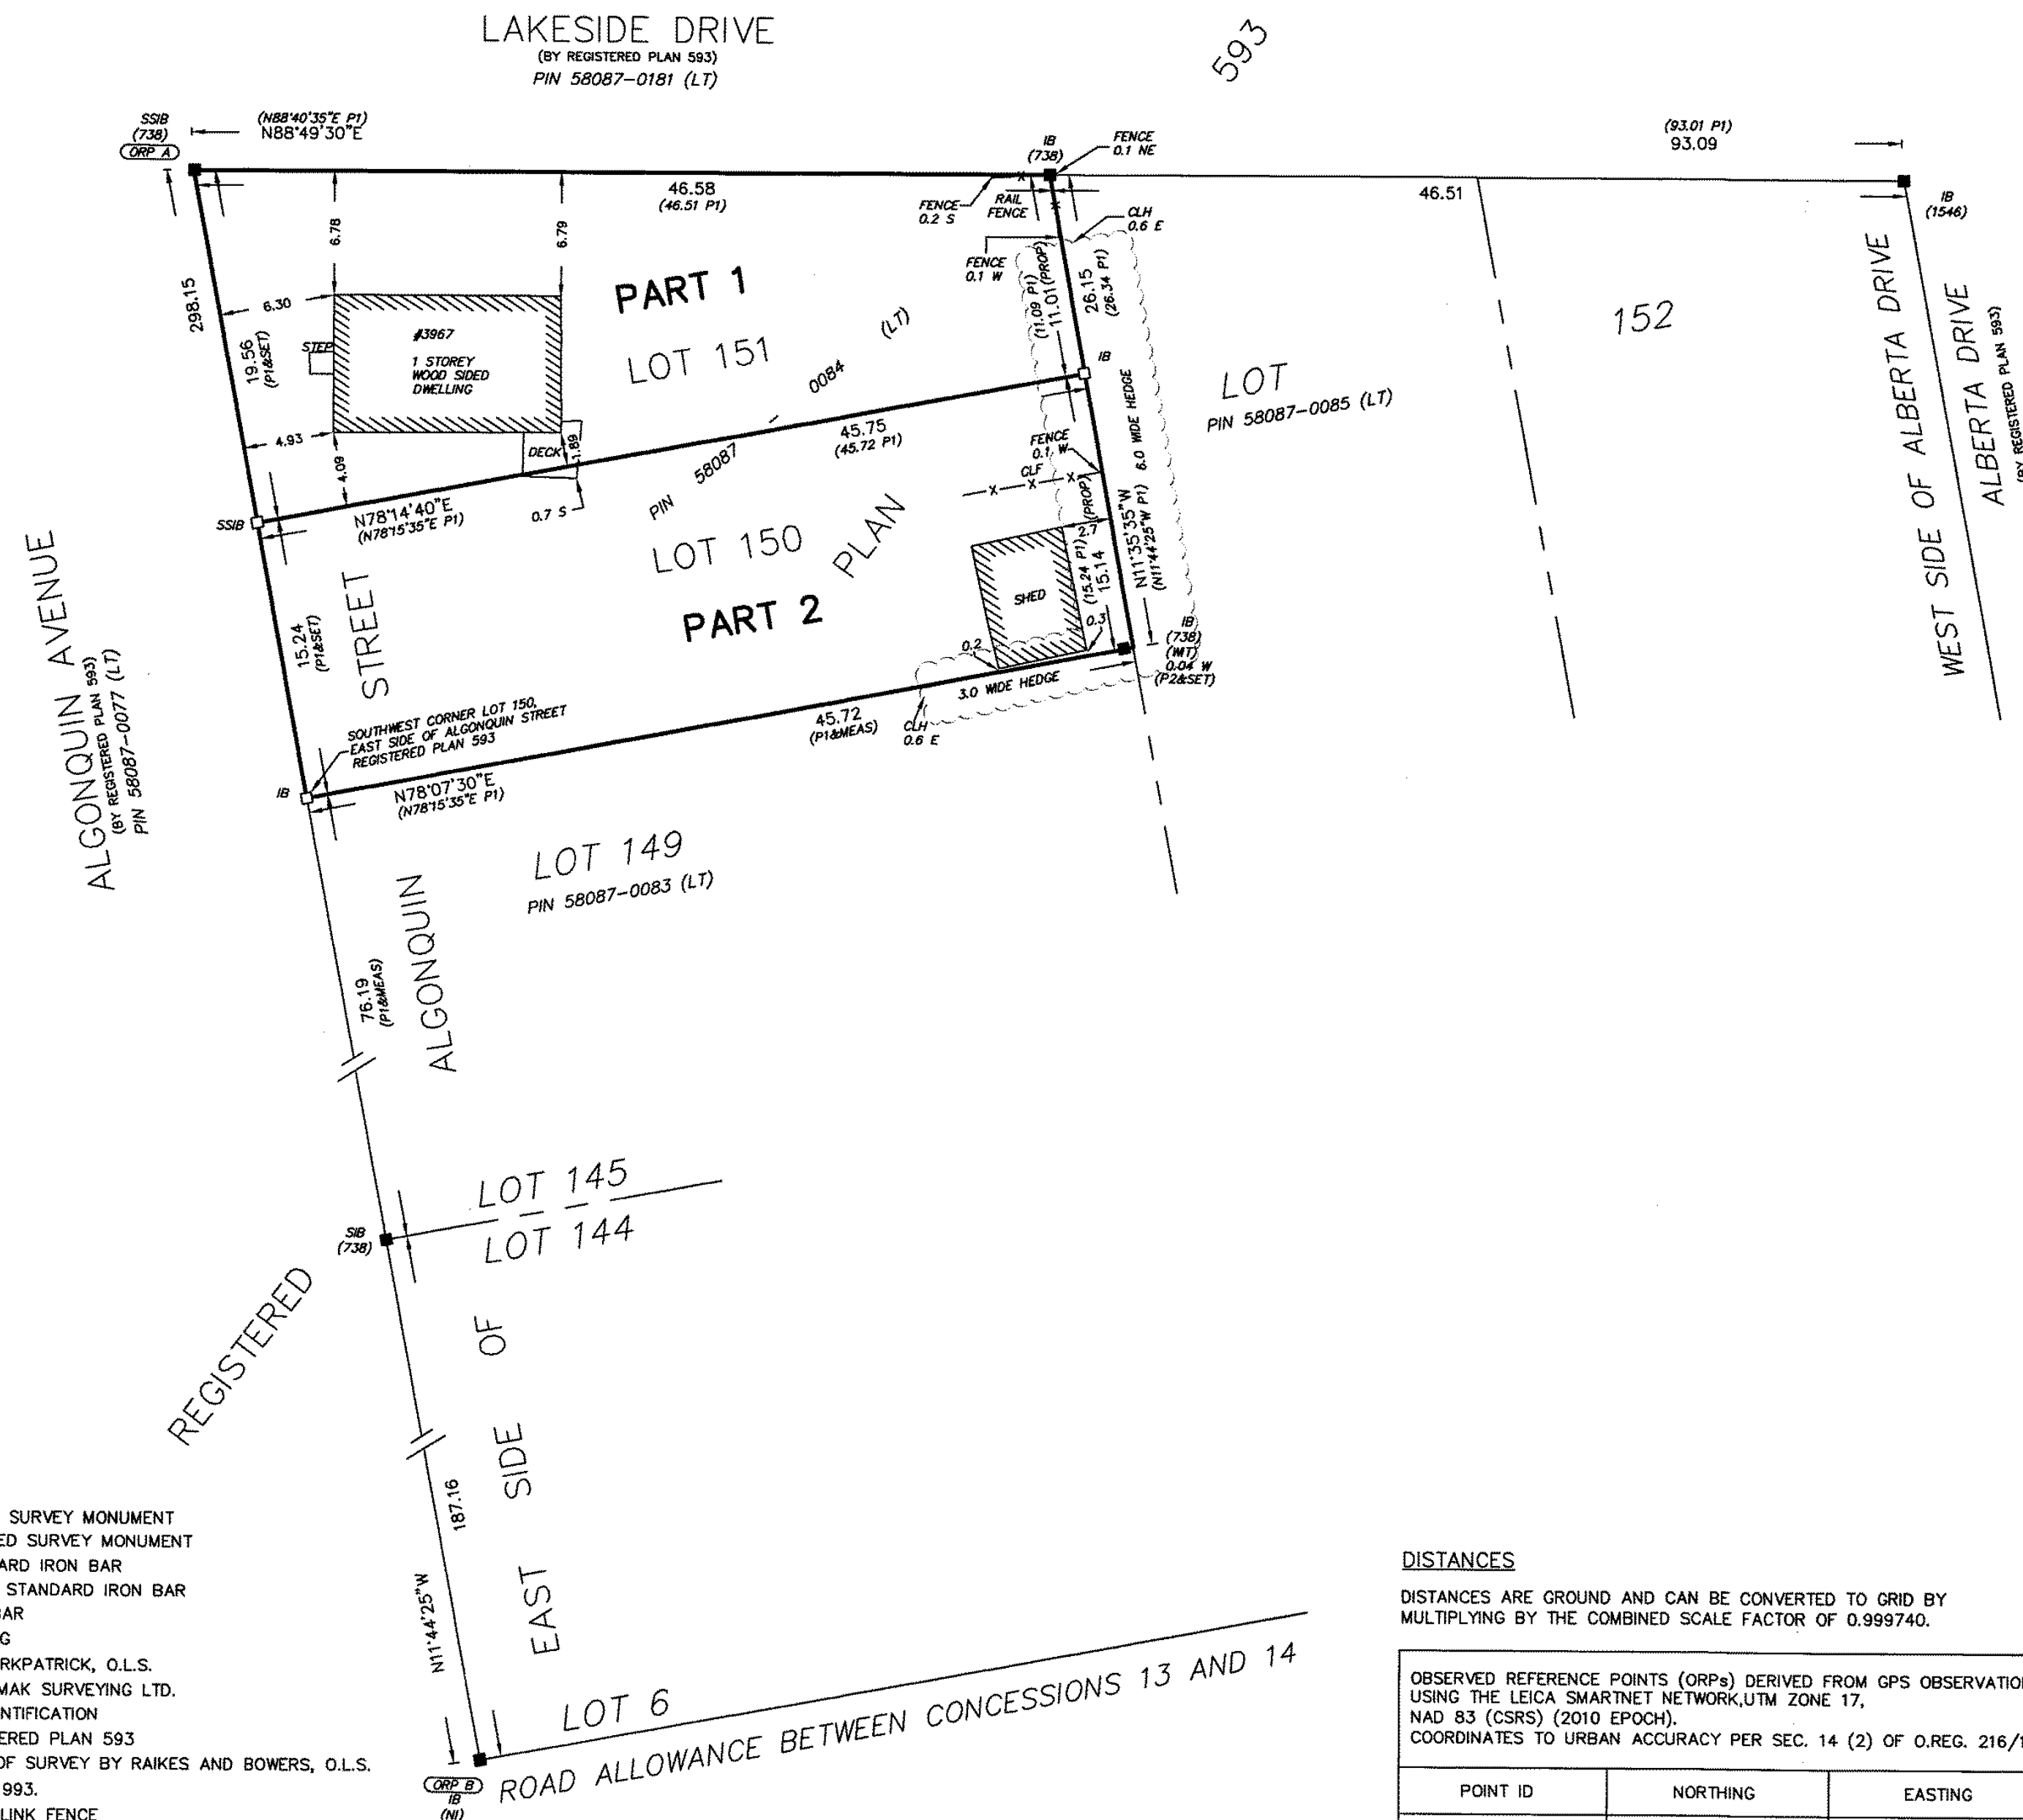 LAKESIDE DRIVE
(BY REGISTERED PLAN 593)
PIN 58087-0181 (LT)
593
SSIB
(738)
ORP A
(N88°40'35"E P1)
N88°49'30"E
IB
(738)
FENCE
0.1 NE
(93.01 P1)
93.09
46.58
(46.51 P1)
46.51
IB
(1546)
FENCE
0.2 S
RAIL
FENCE
CLH
0.6 E
FENCE
0.1 W
6.78
6.79
298.15
19.56
(P1&SET)
6.30
4.93
4.09
STEP
#3967
1 STOREY
WOOD SIDED
DWELLING
DECK
1.89
0.7 S
PART 1
LOT 151
(11.09 P1)
11.01(PROP)
26.15
(26.34 P1)
IB
PIN 58087 - 0084 (LT)
45.75
(45.72 P1)
SSIB
N78°14'40"E
(N78°15'35"E P1)
LOT
PIN 58087-0085 (LT)
152
WEST SIDE OF ALBERTA DRIVE
ALBERTA DRIVE
(BY REGISTERED PLAN 593)
FENCE
0.1 W
CLF
6.0 WIDE HEDGE
N11°35'35"W
(N11°44'25"W P1)
LOT 150
PLAN
PART 2
2.7
(15.24 P1)
15.14
(PROP)
SHED
0.2
0.3
IB
(738)
(WIT)
0.04 W
(P2&SET)
3.0 WIDE HEDGE
CLH
0.6 E
45.72
(P1&MEAS)
ALGONQUIN AVENUE
(BY REGISTERED PLAN 593)
PIN 58087-0077 (LT)
15.24
(P1&SET)
STREET
SOUTHWEST CORNER LOT 150,
EAST SIDE OF ALGONQUIN STREET
REGISTERED PLAN 593
IB
N78°07'30"E
(N78°15'35"E P1)
LOT 149
PIN 58087-0083 (LT)
76.19
(P1&MEAS)
ALGONQUIN
LOT 145
SIB
(738)
LOT 144
REGISTERED
EAST SIDE OF
187.16
N11°44'25"W
LOT 6
ROAD ALLOWANCE BETWEEN CONCESSIONS 13 AND 14
ORP B
IB
(NI)
SURVEY MONUMENT
ED SURVEY MONUMENT
ARD IRON BAR
STANDARD IRON BAR
BAR
G
RKPATRICK, O.L.S.
MAK SURVEYING LTD.
NTIFICATION
ERED PLAN 593
OF SURVEY BY RAIKES AND BOWERS, O.L.S.
993.
LINK FENCE
DISTANCES
DISTANCES ARE GROUND AND CAN BE CONVERTED TO GRID BY
MULTIPLYING BY THE COMBINED SCALE FACTOR OF 0.999740.
OBSERVED REFERENCE POINTS (ORPs) DERIVED FROM GPS OBSERVATION
USING THE LEICA SMARTNET NETWORK,UTM ZONE 17,
NAD 83 (CSRS) (2010 EPOCH).
COORDINATES TO URBAN ACCURACY PER SEC. 14 (2) OF O.REG. 216/1
POINT ID NORTHING EASTING